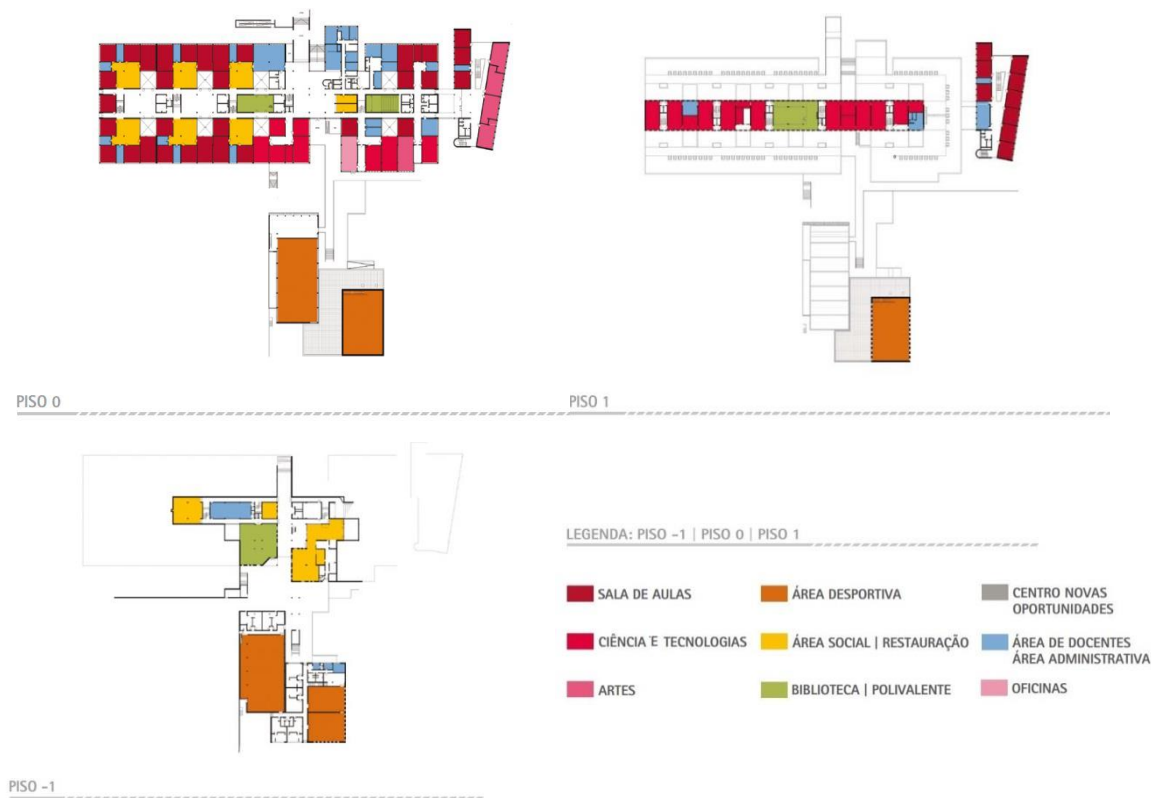 PISO 0
PISO 1
PISO -1
LEGENDA: PISO -1 | PISO 0 | PISO 1
SALA DE AULAS
ÁREA DESPORTIVA
CENTRO NOVAS
OPORTUNIDADES
CIÊNCIA E TECNOLOGIAS
ÁREA SOCIAL | RESTAURAÇÃO
ÁREA DE DOCENTES
ÁREA ADMINISTRATIVA
ARTES
BIBLIOTECA | POLIVALENTE
OFICINAS